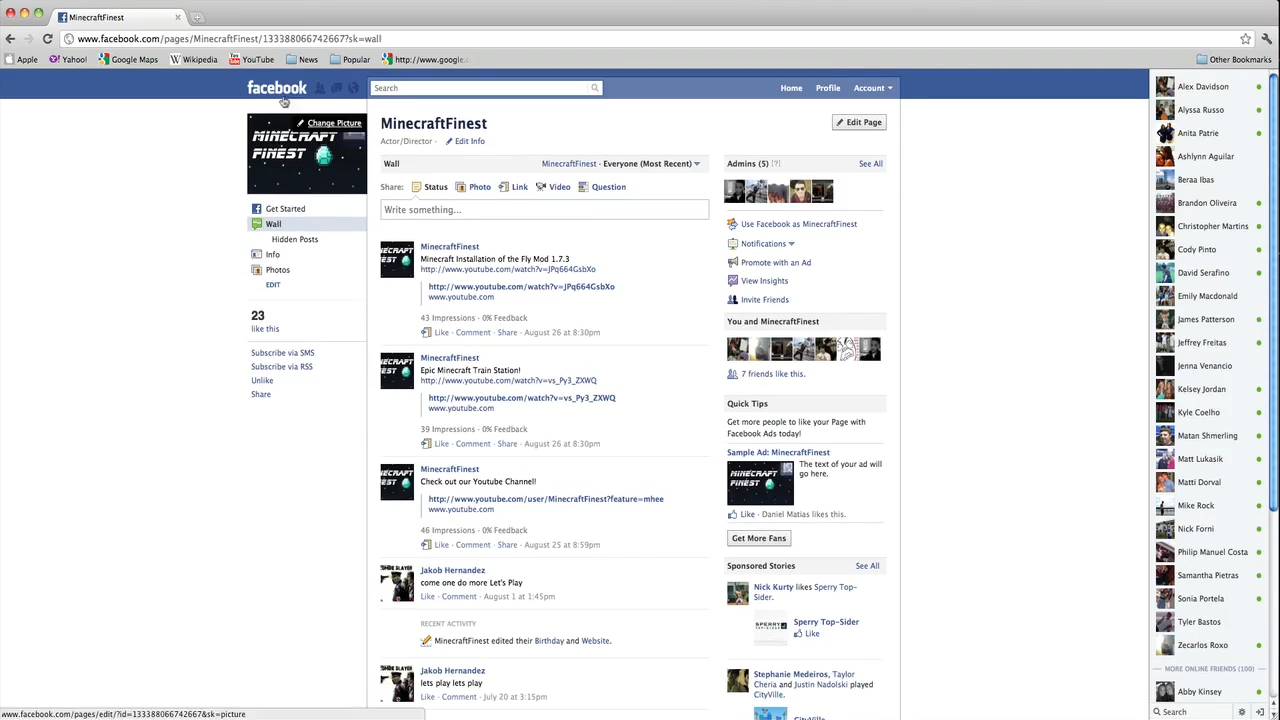 MinecraftFinest
www.facebook.com/pages/MinecraftFinest/133388066742667?sk=wall
Apple
Yahoo!
Google Maps
Wikipedia
YouTube
News
Popular
http://www.google.c
Other Bookmarks
facebook
Search
Home
Profile
Account
Change Picture
MINECRAFT
FINEST
Get Started
Wall
Hidden Posts
Info
Photos
EDIT
23
like this
Subscribe via SMS
Subscribe via RSS
Unlike
Share
MinecraftFinest
Actor/Director · Edit Info
Edit Page
Wall
MinecraftFinest · Everyone (Most Recent)
Share: Status Photo Link Video Question
Write something...
MinecraftFinest
Minecraft Installation of the Fly Mod 1.7.3
http://www.youtube.com/watch?v=JPq664GsbXo
http://www.youtube.com/watch?v=JPq664GsbXo
www.youtube.com
43 Impressions · 0% Feedback
Like · Comment · Share · August 26 at 8:30pm
MinecraftFinest
Epic Minecraft Train Station!
http://www.youtube.com/watch?v=vs_Py3_ZXWQ
http://www.youtube.com/watch?v=vs_Py3_ZXWQ
www.youtube.com
39 Impressions · 0% Feedback
Like · Comment · Share · August 26 at 8:30pm
MinecraftFinest
Check out our Youtube Channel!
http://www.youtube.com/user/MinecraftFinest?feature=mhee
www.youtube.com
46 Impressions · 0% Feedback
Like · Comment · Share · August 25 at 8:59pm
Jakob Hernandez
come one do more Let's Play
Like · Comment · August 1 at 1:45pm
RECENT ACTIVITY
MinecraftFinest edited their Birthday and Website.
Jakob Hernandez
lets play lets play
Like · Comment · July 20 at 3:15pm
Admins (5) [?]
See All
Use Facebook as MinecraftFinest
Notifications
Promote with an Ad
View Insights
Invite Friends
You and MinecraftFinest
7 friends like this.
Quick Tips
Get more people to like your Page with
Facebook Ads today!
Sample Ad: MinecraftFinest
MINECRAFT
FINEST
The text of your ad will
go here.
Like · Daniel Matias likes this.
Get More Fans
Sponsored Stories
See All
Nick Kurty likes Sperry Top-
Sider.
SPERRY
Sperry Top-Sider
Like
Stephanie Medeiros, Taylor
Cheria and Justin Nadolski played
CityVille.
CityVille
Alex Davidson
Alyssa Russo
Anita Patrie
Ashlynn Aguilar
Beraa Ibas
Brandon Oliveira
Christopher Martins
Cody Pinto
David Serafino
Emily Macdonald
James Patterson
Jeffrey Freitas
Jenna Venancio
Kelsey Jordan
Kyle Coelho
Matan Shmerling
Matt Lukasik
Matti Dorval
Mike Rock
Nick Forni
Philip Manuel Costa
Samantha Pietras
Sonia Portela
Tyler Bastos
Zecarlos Roxo
MORE ONLINE FRIENDS (100)
Abby Kinsey
Search
www.facebook.com/pages/edit/?id=133388066742667&sk=picture